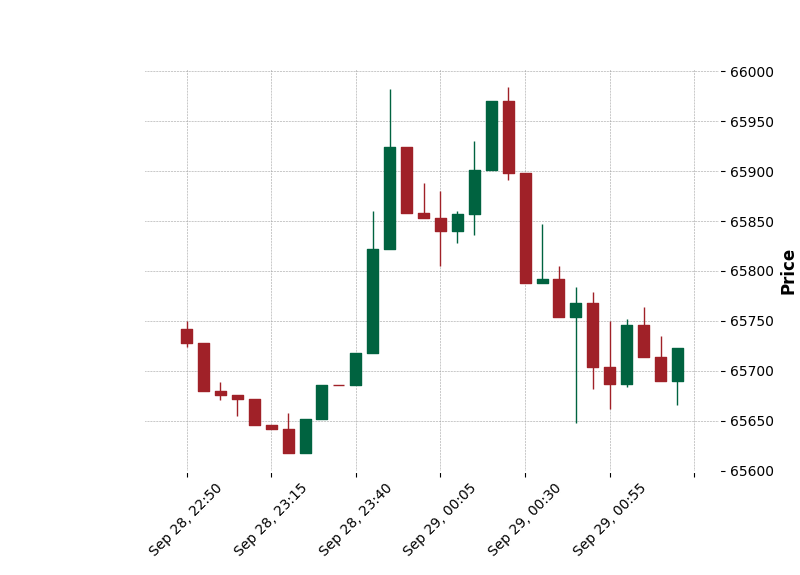 66000
65950
65900
65850
65800
65750
65700
65650
65600
Price
Sep 28, 22:50
Sep 28, 23:15
Sep 28, 23:40
Sep 29, 00:05
Sep 29, 00:30
Sep 29, 00:55